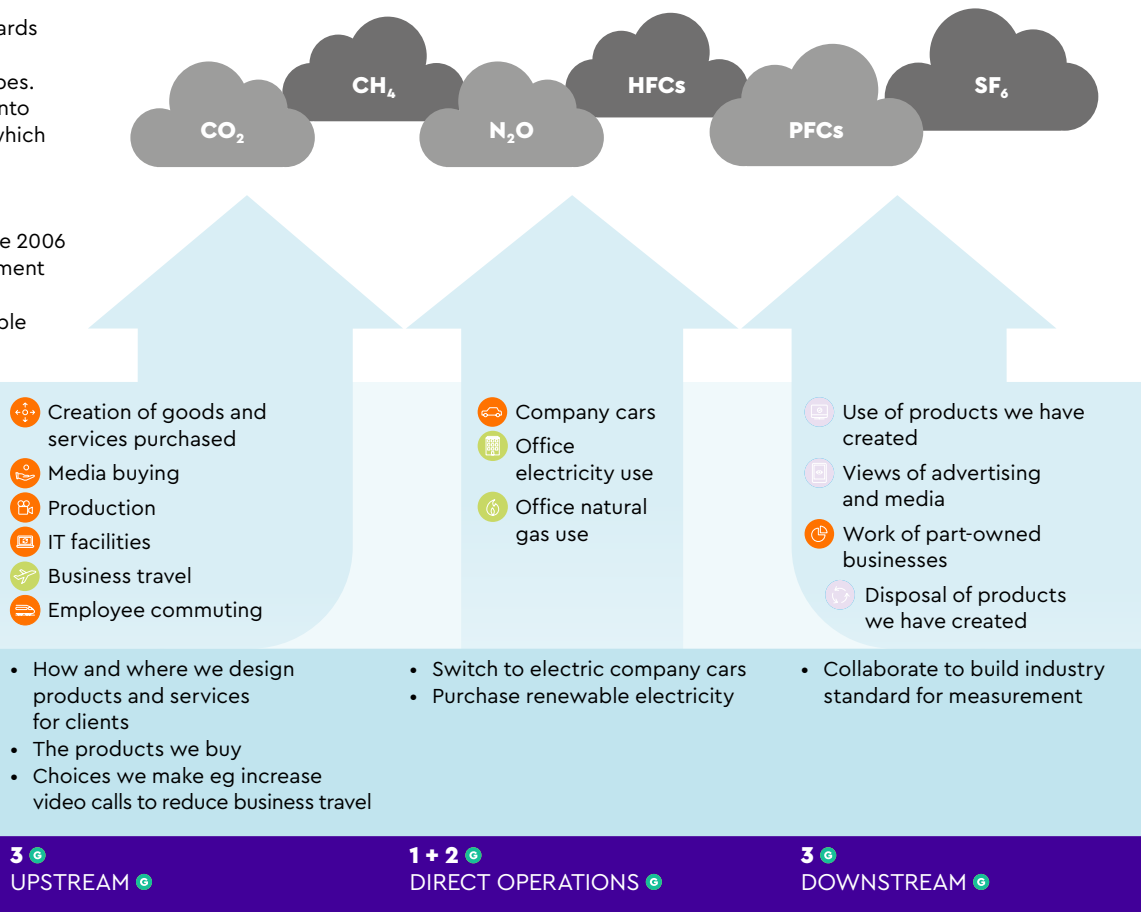 ards
pes.
nto
which
e 2006
ment
ple
CH₄
HFCs
SF₆
CO₂
N₂O
PFCs
Creation of goods and
services purchased
Media buying
Production
IT facilities
Business travel
Employee commuting
Company cars
Office
electricity use
Office natural
gas use
Use of products we have
created
Views of advertising
and media
Work of part-owned
businesses
Disposal of products
we have created
• How and where we design
products and services
for clients
• The products we buy
• Choices we make eg increase
video calls to reduce business travel
• Switch to electric company cars
• Purchase renewable electricity
• Collaborate to build industry
standard for measurement
3 G
UPSTREAM G
1 + 2 G
DIRECT OPERATIONS G
3 G
DOWNSTREAM G